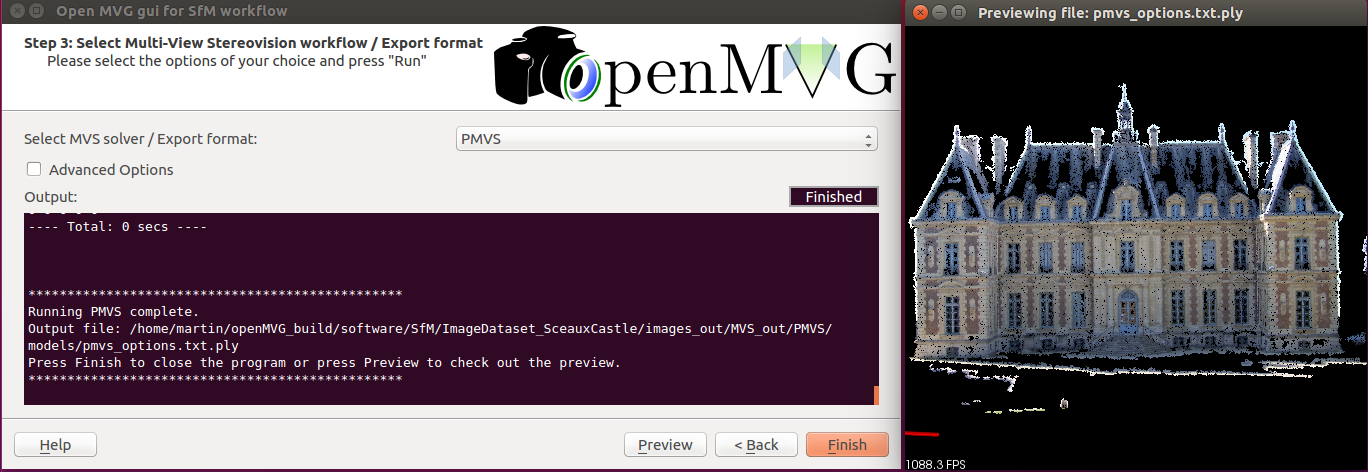 Open MVG gui for SfM workflow
Step 3: Select Multi-View Stereovision workflow / Export format
Please select the options of your choice and press "Run"
openMVG
Select MVS solver / Export format:
PMVS
Advanced Options
Output:
Finished
---- Total: 0 secs ----
************************************************
Running PMVS complete.
Output file: /home/martin/openMVG_build/software/SfM/ImageDataset_SceauxCastle/images_out/MVS_out/PMVS/
models/pmvs_options.txt.ply
Press Finish to close the program or press Preview to check out the preview.
************************************************
Help
Preview
< Back
Finish
Previewing file: pmvs_options.txt.ply
1088.3 FPS